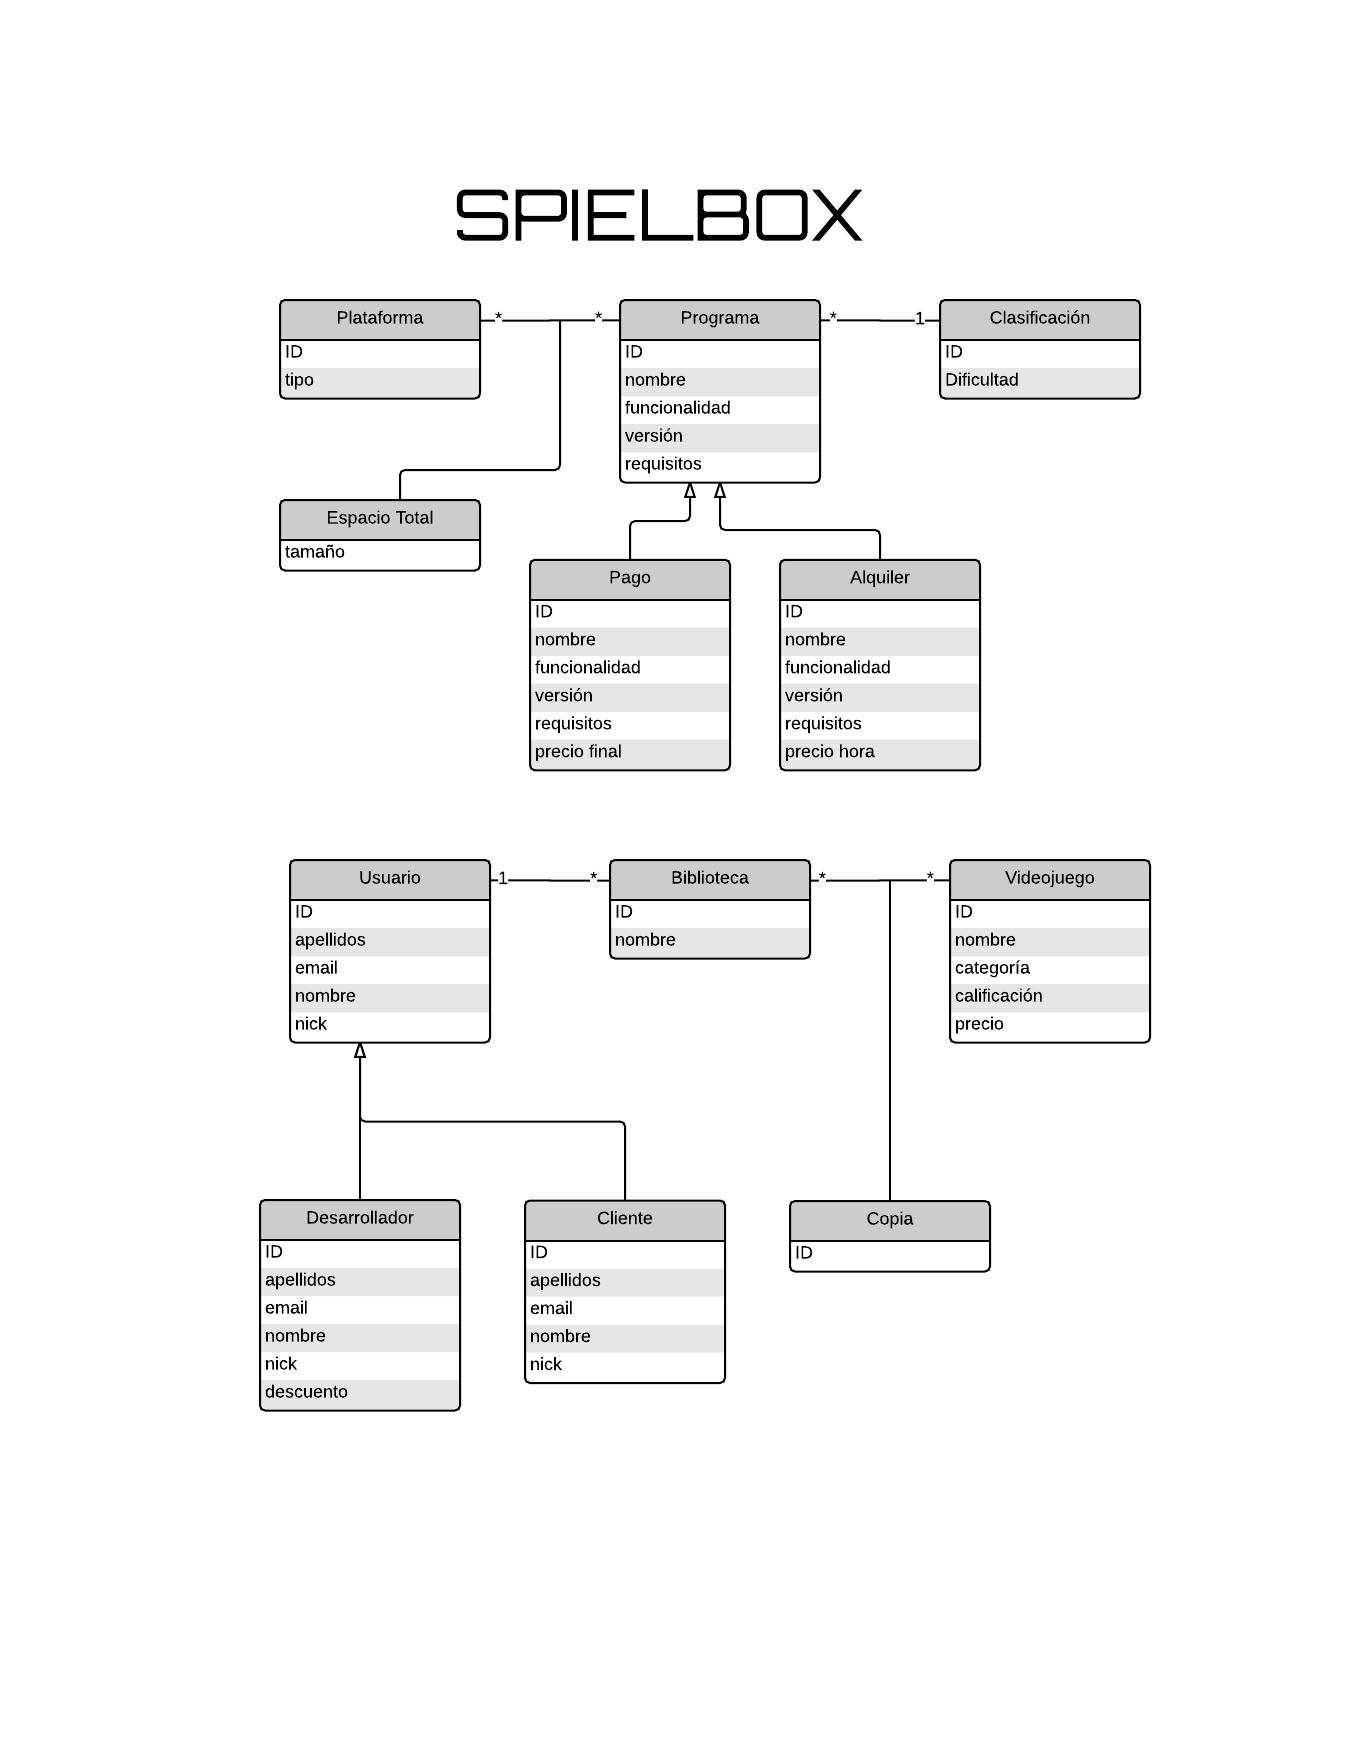 SPIELBOX
Plataforma
ID
tipo
*
*
Programa
ID
nombre
funcionalidad
versión
requisitos
*
1
Clasificación
ID
Dificultad
Espacio Total
tamaño
Pago
ID
nombre
funcionalidad
versión
requisitos
precio final
Alquiler
ID
nombre
funcionalidad
versión
requisitos
precio hora
Usuario
ID
apellidos
email
nombre
nick
1
*
Biblioteca
ID
nombre
*
*
Videojuego
ID
nombre
categoría
calificación
precio
Desarrollador
ID
apellidos
email
nombre
nick
descuento
Cliente
ID
apellidos
email
nombre
nick
Copia
ID